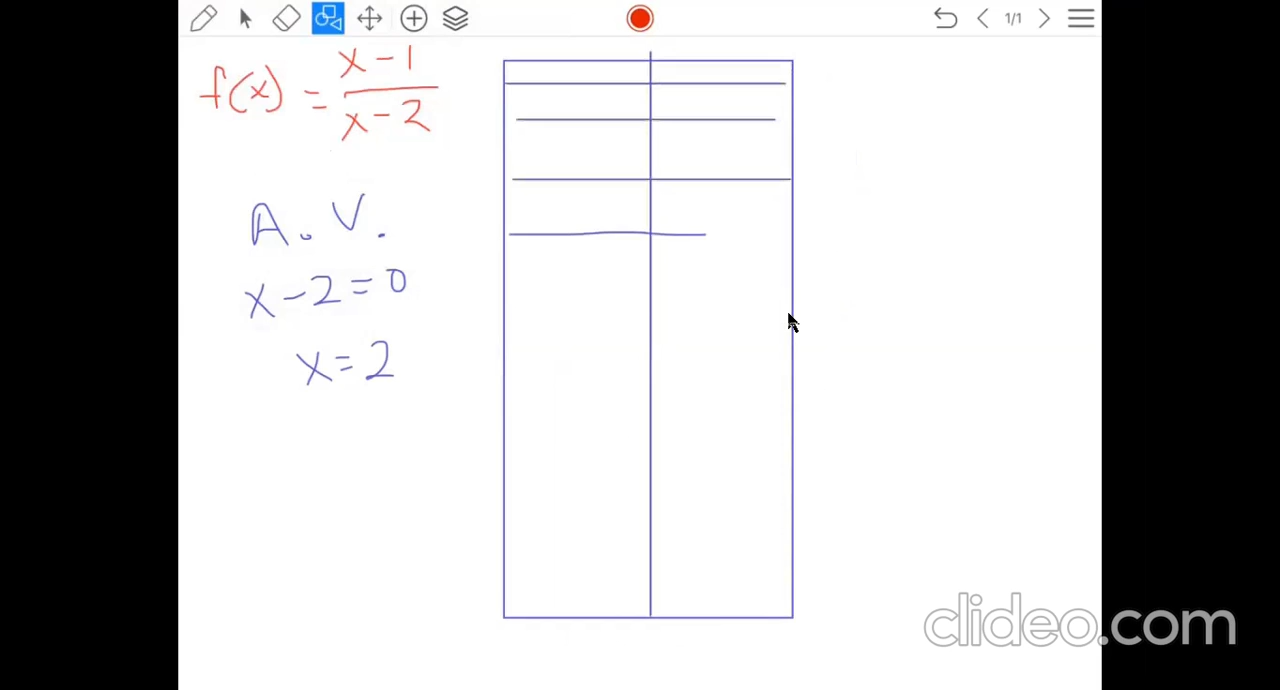 1/1
f(x) = x-1 / x-2
A. V.
x-2=0
x=2
clideo.com